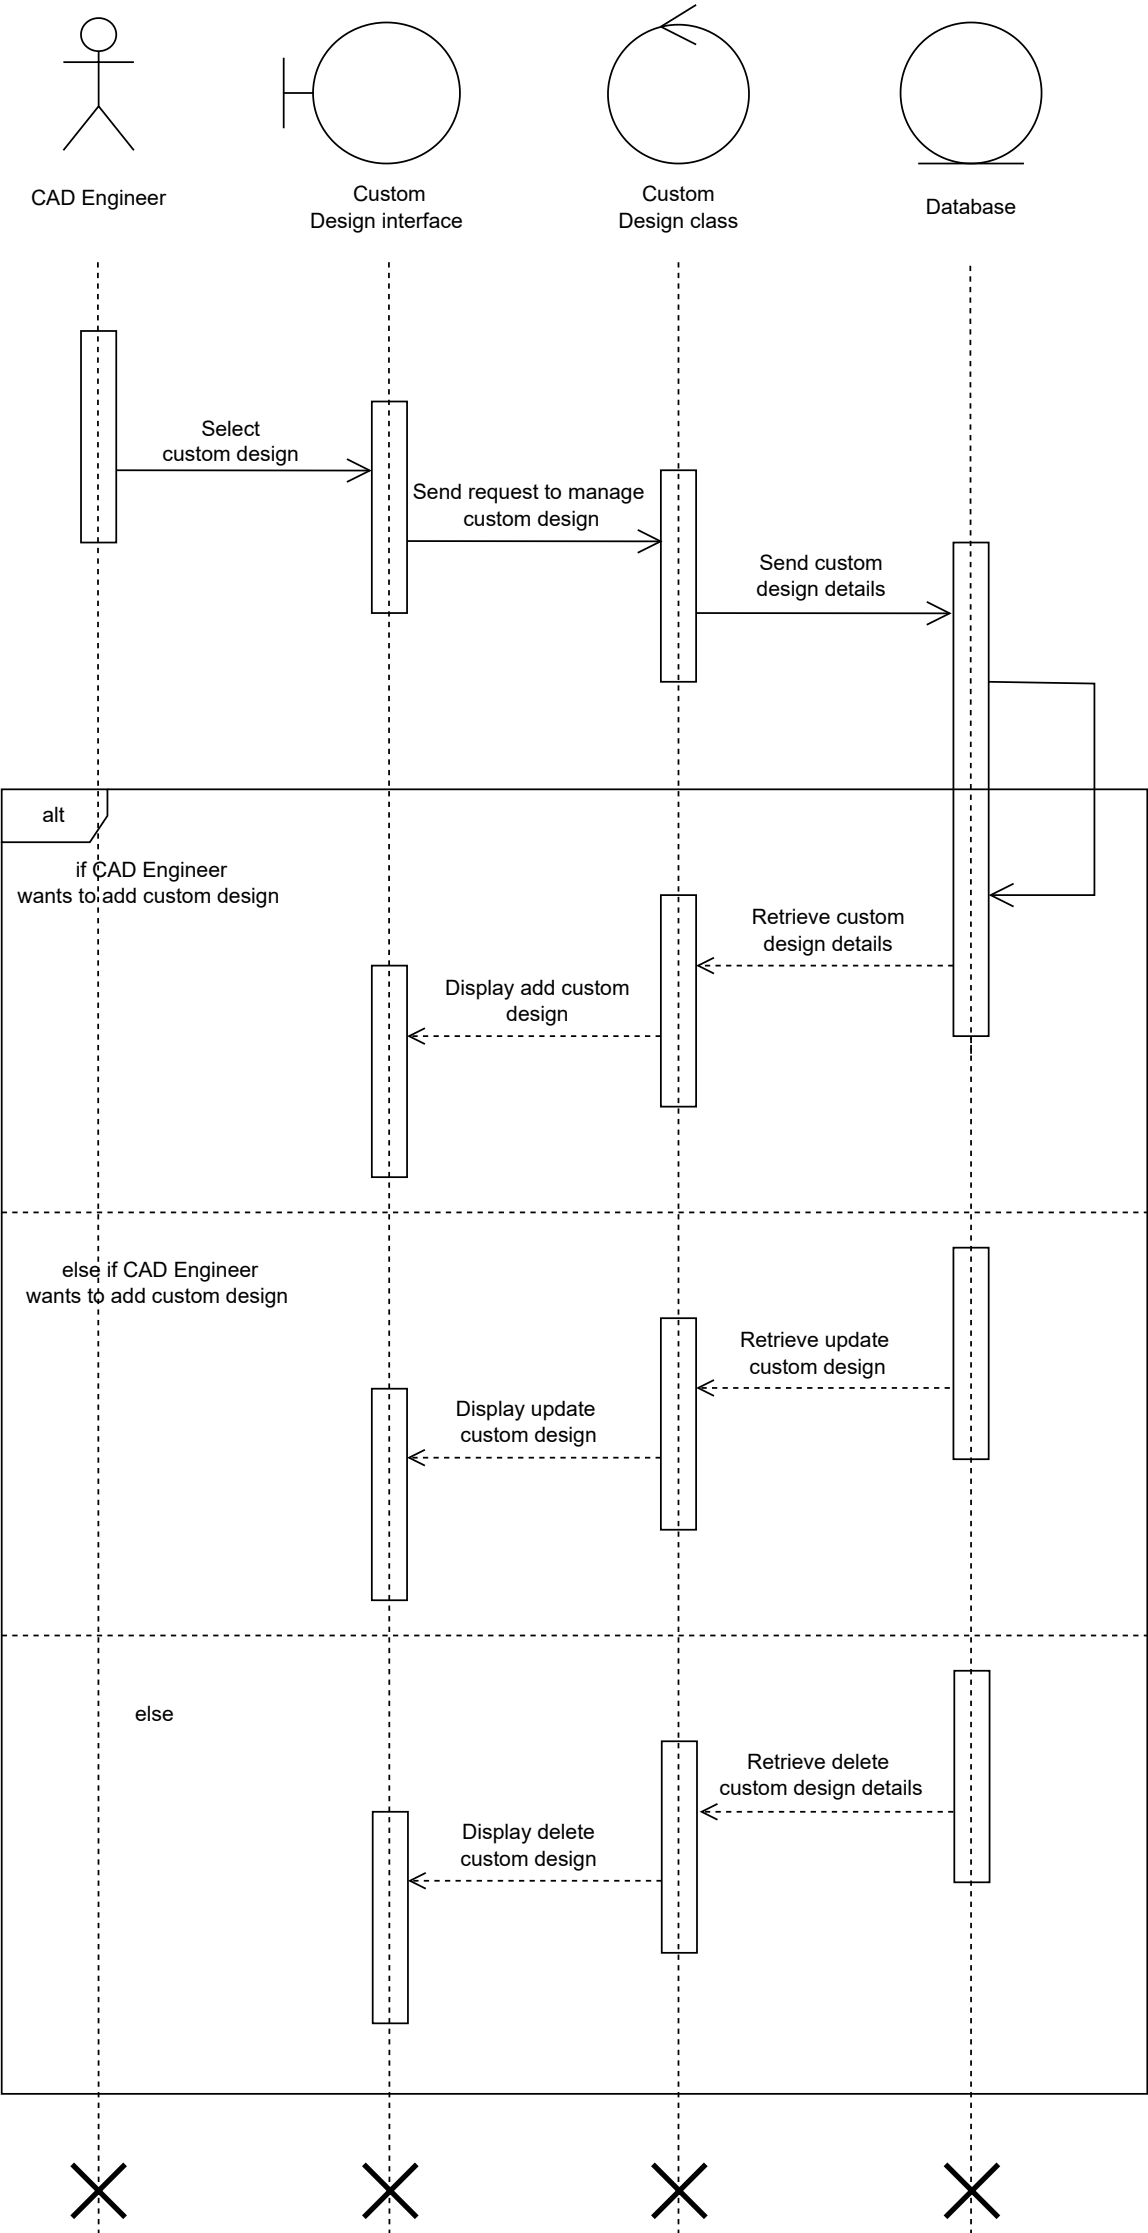 CAD Engineer
Custom
Design interface
Custom
Design class
Database
Select
custom design
Send request to manage
custom design
Send custom
design details
alt
if CAD Engineer
wants to add custom design
Retrieve custom
design details
Display add custom
design
else if CAD Engineer
wants to add custom design
Retrieve update
custom design
Display update
custom design
else
Retrieve delete
custom design details
Display delete
custom design